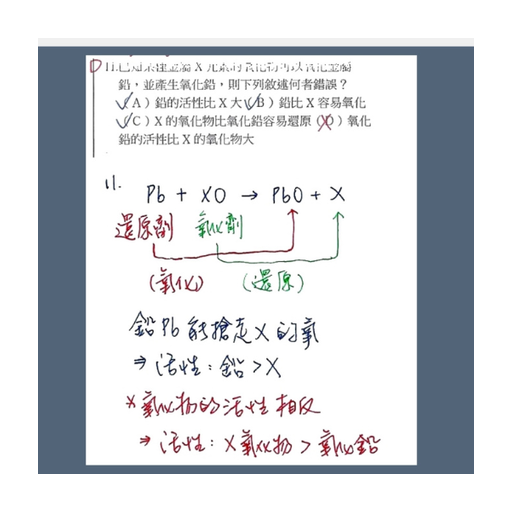 11.已知某種金屬 X 元素的氧化物可以氧化金屬
鉛，並產生氧化鉛，則下列敘述何者錯誤？
(A) 鉛的活性比 X 大 (B) 鉛比 X 容易氧化
(C) X 的氧化物比氧化鉛容易還原 (D) 氧化
鉛的活性比 X 的氧化物大
11.
Pb + XO → PbO + X
還原劑 氧化劑
(氧化) (還原)
鉛 Pb 能搶走 X 的氧
⇒ 活性：鉛 > X
* 氧化物的活性相反
⇒ 活性：X 氧化物 > 氧化鉛